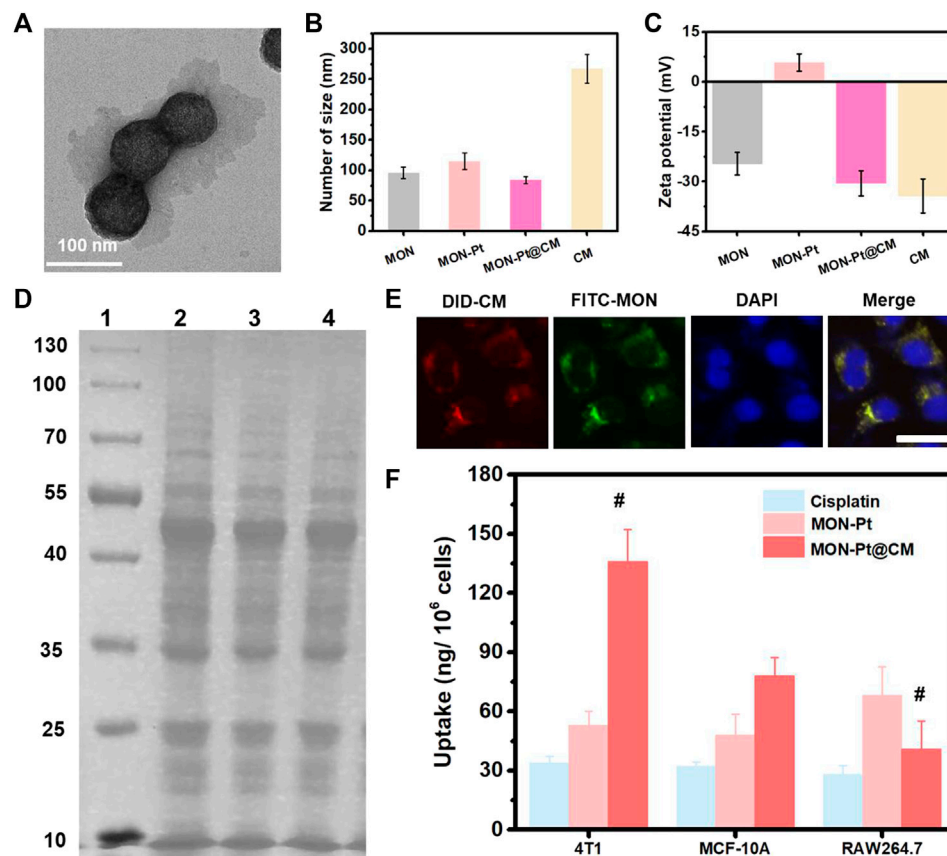 A
100 nm
B
Number of size (nm)
300
250
200
150
100
50
0
MON
MON-Pt
MON-Pt@CM
CM
C
Zeta potential (mV)
15
0
-15
-30
-45
MON
MON-Pt
MON-Pt@CM
CM
D
1 2 3 4
130
100
70
55
40
35
25
10
E
DID-CM FITC-MON DAPI Merge
F
Uptake (ng/ 10⁶ cells)
180
150
120
90
60
30
0
Cisplatin
MON-Pt
MON-Pt@CM
#
#
4T1 MCF-10A RAW264.7